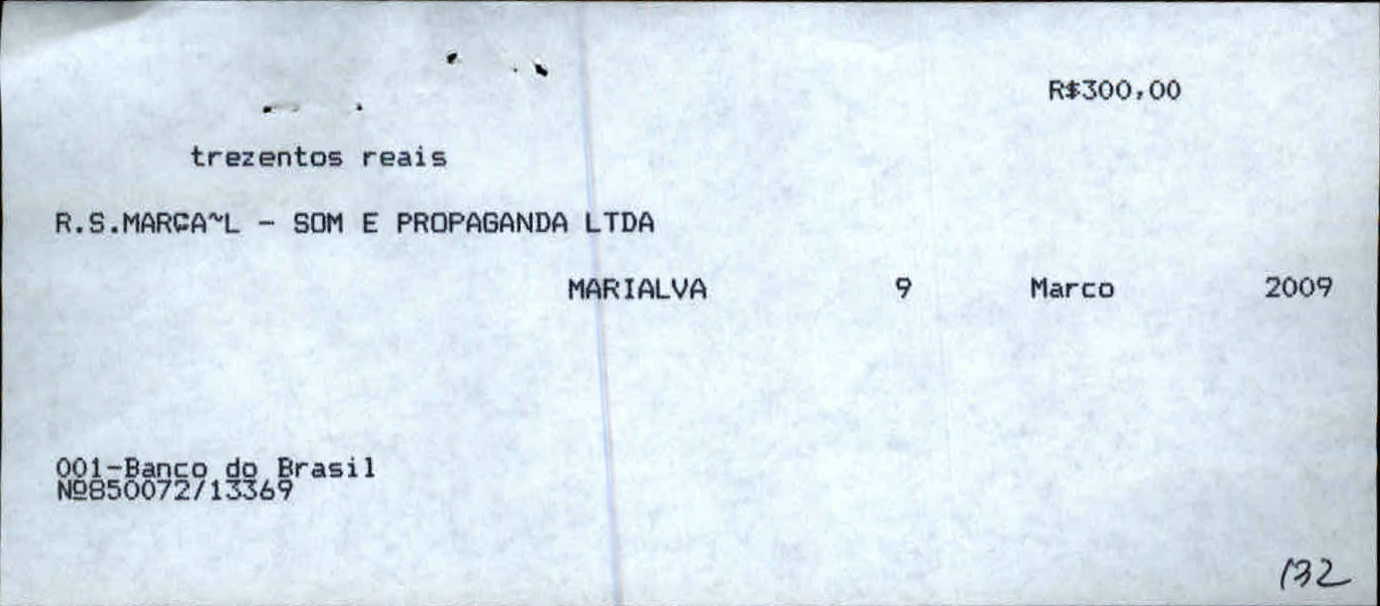 R$300,00
trezentos reais
R.S.MARÇA~L - SOM E PROPAGANDA LTDA
MARIALVA 9 Marco 2009
001-Banco do Brasil
Nº850072/13369
132